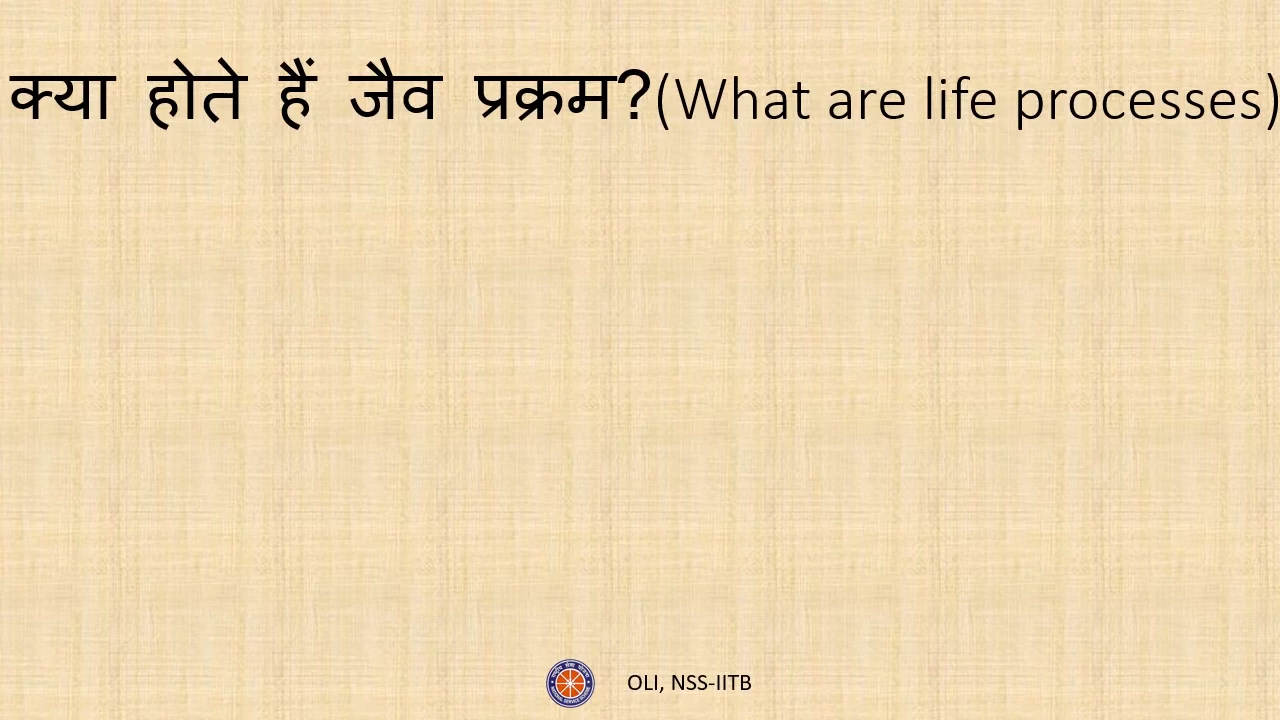 क्या होते हैं जैव प्रक्रम?(What are life processes)
OLI, NSS-IITB